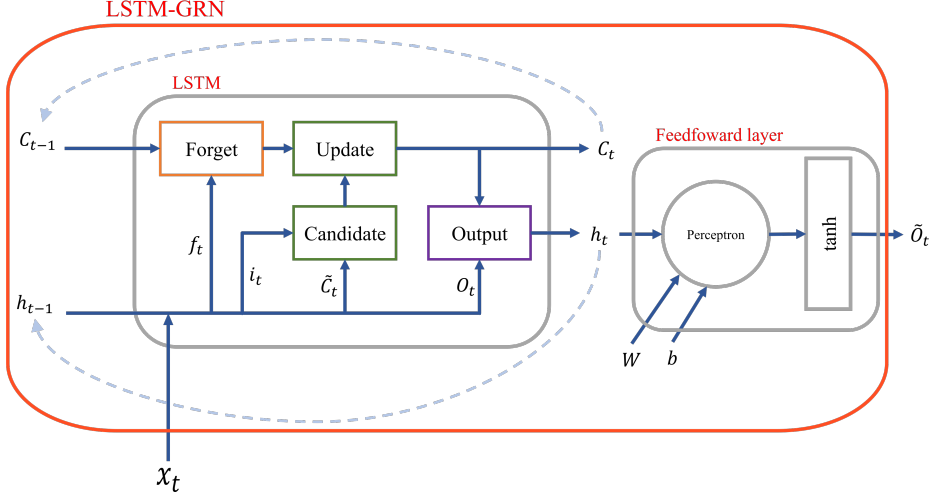 LSTM-GRN
LSTM
C_{t−1}
Forget
Update
C_t
Feedfoward layer
f_t
i_t
Candidate
C̃_t
Output
O_t
h_t
Perceptron
tanh
Õ_t
h_{t−1}
W
b
x_t